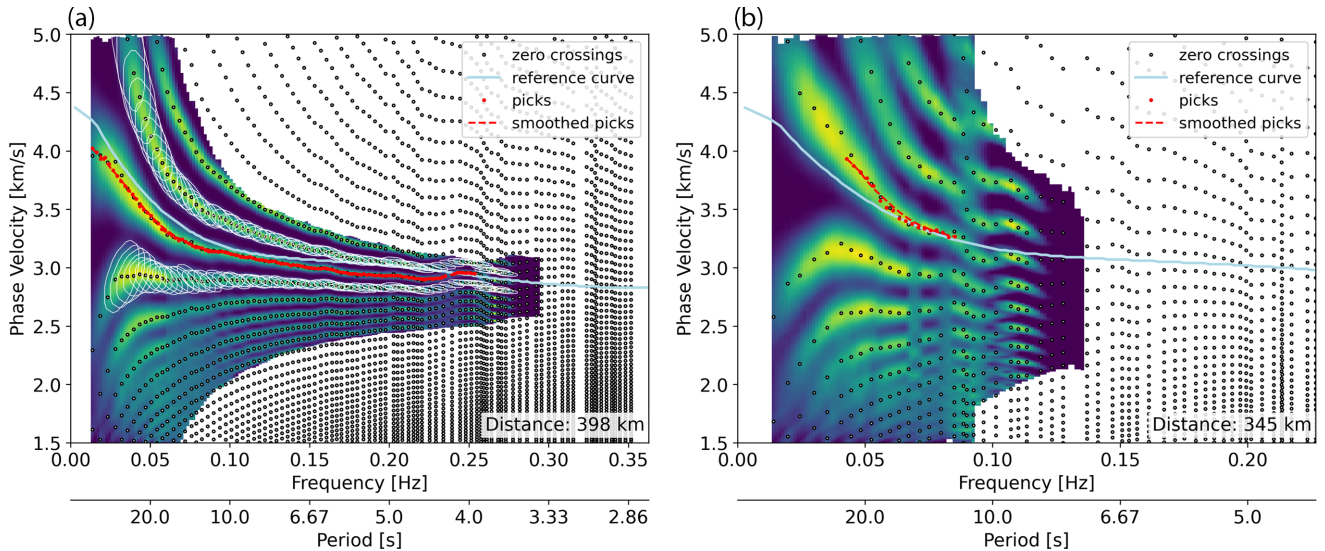 (a)
5.0
4.5
4.0
3.5
3.0
2.5
2.0
1.5
Phase Velocity [km/s]
zero crossings
reference curve
picks
smoothed picks
Distance: 398 km
0.00 0.05 0.10 0.15 0.20 0.25 0.30 0.35
Frequency [Hz]
20.0 10.0 6.67 5.0 4.0 3.33 2.86
Period [s]
(b)
5.0
4.5
4.0
3.5
3.0
2.5
2.0
1.5
Phase Velocity [km/s]
zero crossings
reference curve
picks
smoothed picks
Distance: 345 km
0.00 0.05 0.10 0.15 0.20
Frequency [Hz]
20.0 10.0 6.67 5.0
Period [s]